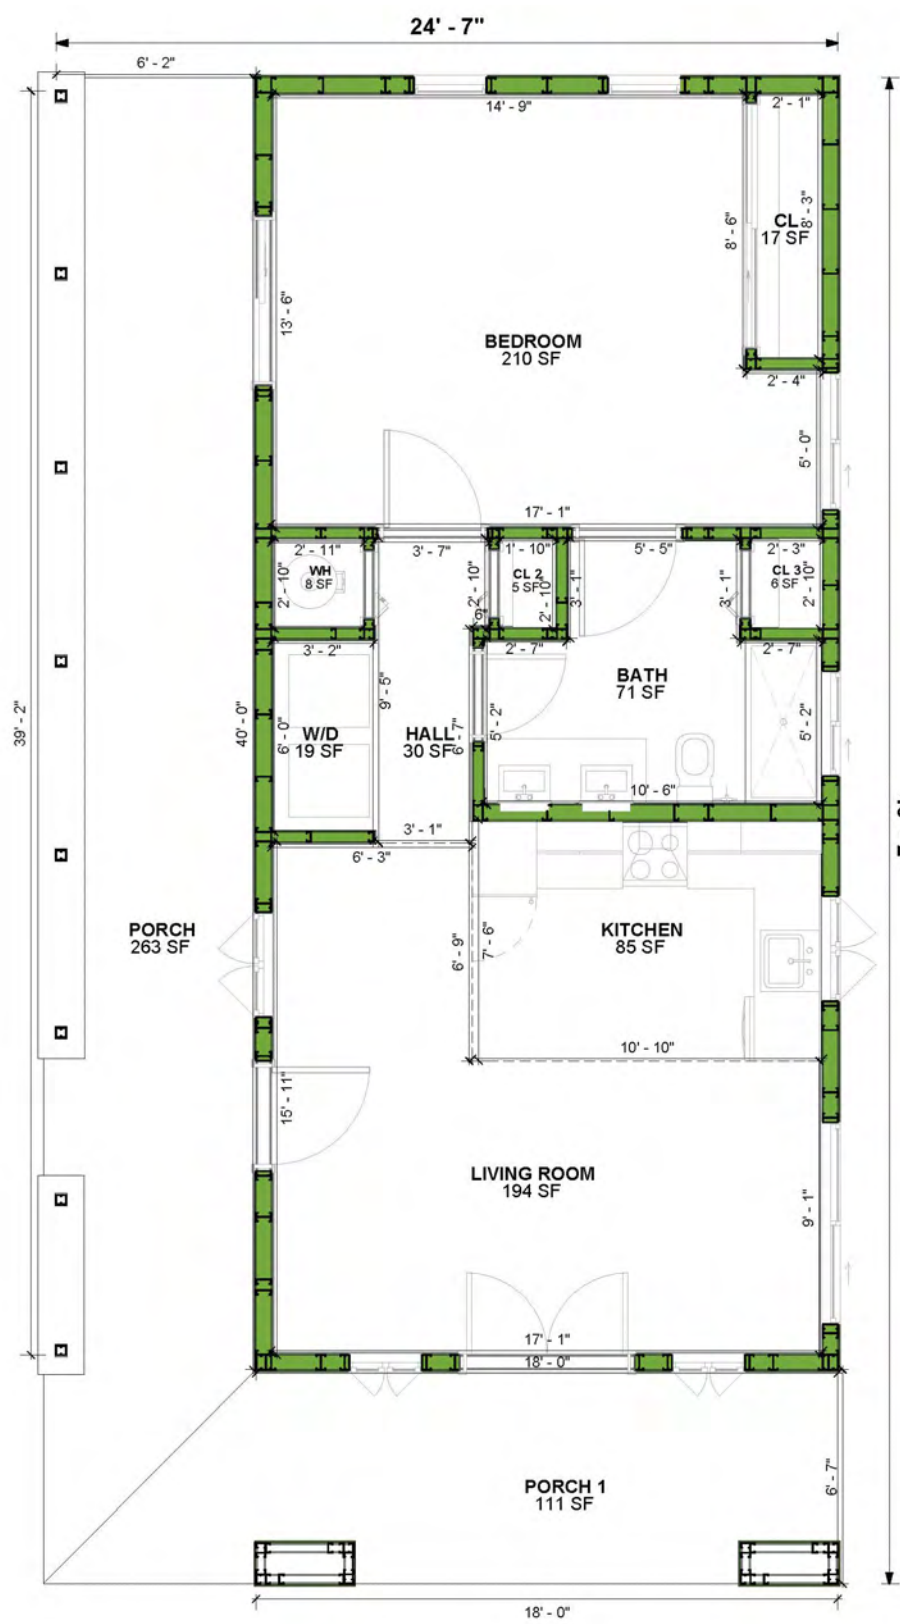 24' - 7"
6' - 2"
14' - 9"
2' - 1"
8' - 6"
CL
17 SF
8' - 3"
13' - 6"
BEDROOM
210 SF
2' - 4"
5' - 0"
17' - 1"
2' - 11"
3' - 7"
1' - 10"
5' - 5"
2' - 3"
WH
8 SF
2' - 10"
2' - 10"
CL 2
5 SF
2' - 10"
3' - 1"
3' - 1"
CL 3
6 SF
2' - 10"
3' - 2"
2' - 7"
2' - 7"
BATH
71 SF
9' - 5"
39' - 2"
40' - 0"
6' - 0"
W/D
19 SF
HALL
30 SF
6' - 7"
5' - 2"
5' - 2"
10' - 6"
3' - 1"
6' - 3"
PORCH
263 SF
6' - 9"
7' - 6"
KITCHEN
85 SF
10' - 10"
15' - 11"
LIVING ROOM
194 SF
9' - 1"
17' - 1"
18' - 0"
PORCH 1
111 SF
6' - 7"
18' - 0"